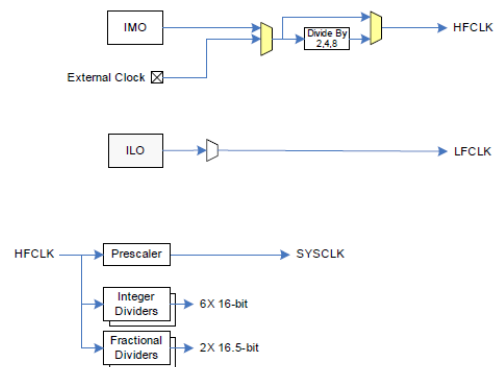 IMO
HFCLK
Divide By
2,4,8
External Clock
ILO
LFCLK
HFCLK
Prescaler
SYSCLK
Integer
Dividers
6X 16-bit
Fractional
Dividers
2X 16.5-bit